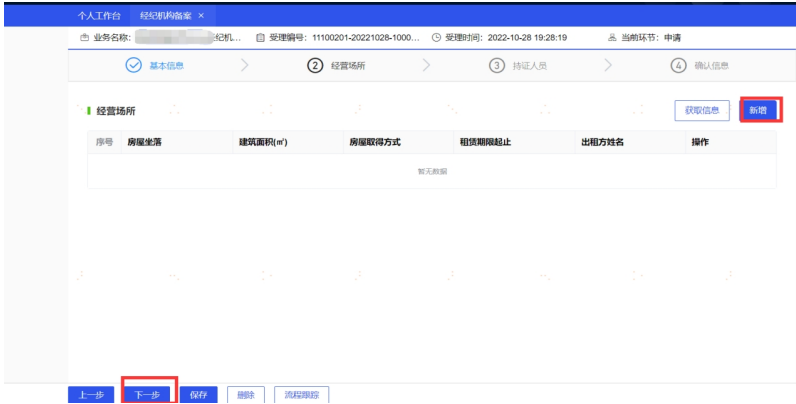 个人工作台 经纪机构备案 ×
业务名称: 经纪机... 受理编号: 11100201-20221028-1000... 受理时间: 2022-10-28 19:28:19 当前环节: 申请
基本信息 2 经营场所 3 持证人员 4 确认信息
经营场所 获取信息 新增
序号 房屋坐落 建筑面积(㎡) 房屋取得方式 租赁期限起止 出租方姓名 操作
暂无数据
上一步 下一步 保存 删除 流程跟踪